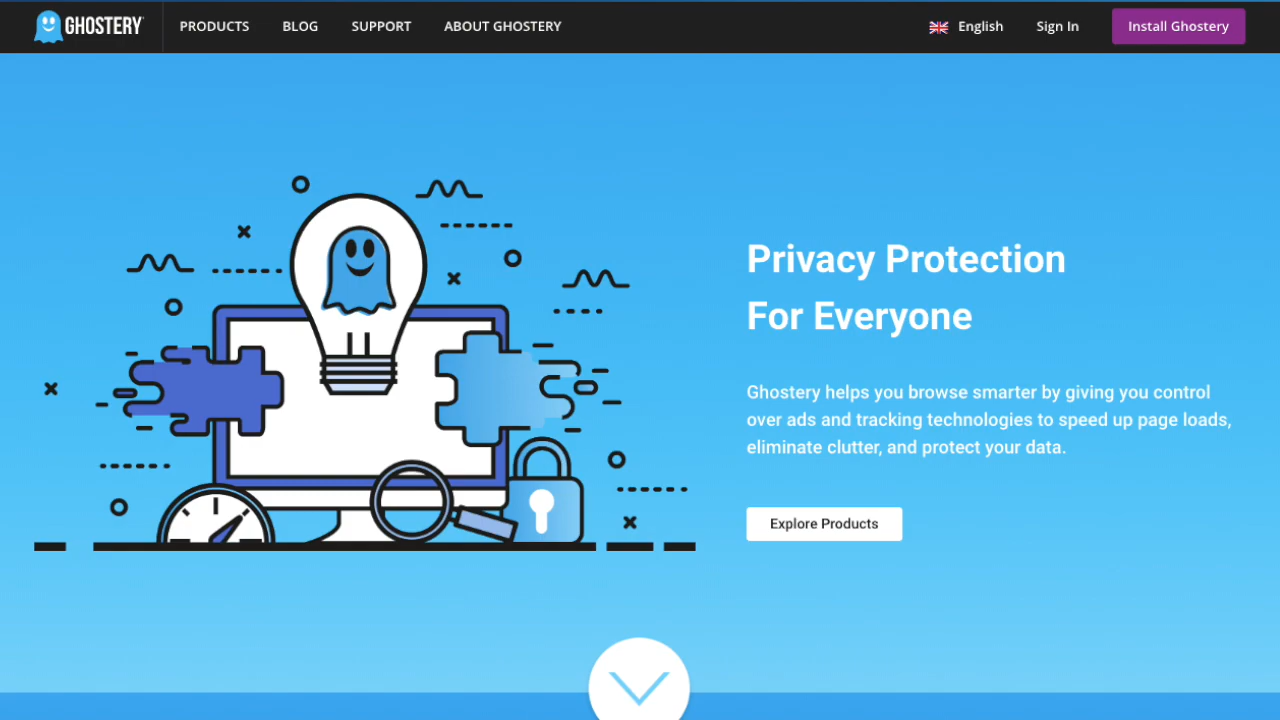 GHOSTERY
PRODUCTS
BLOG
SUPPORT
ABOUT GHOSTERY
English
Sign In
Install Ghostery
Privacy Protection
For Everyone
Ghostery helps you browse smarter by giving you control
over ads and tracking technologies to speed up page loads,
eliminate clutter, and protect your data.
Explore Products